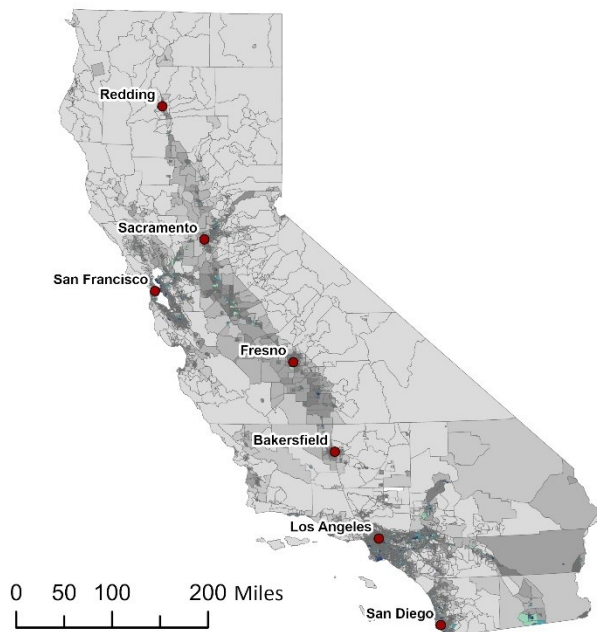 Redding
Sacramento
San Francisco
Fresno
Bakersfield
Los Angeles
0 50 100 200 Miles
San Diego